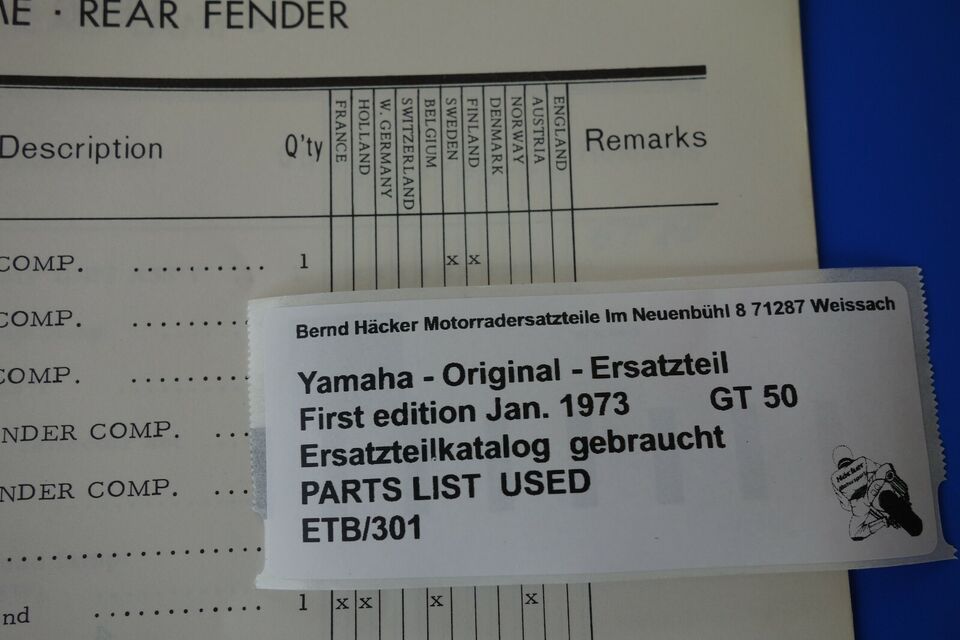 ME · REAR FENDER
Description Q'ty FRANCE HOLLAND W. GERMANY SWITZERLAND BELGIUM SWEDEN FINLAND DENMARK NORWAY AUSTRIA ENGLAND Remarks
COMP. .......... 1 x x
COMP. ........
COMP. ........
NDER COMP. ...
NDER COMP. ...
....................
nd ............ 1 x x x x
Bernd Häcker Motorradersatzteile Im Neuenbühl 8 71287 Weissach
Yamaha - Original - Ersatzteil
First edition Jan. 1973 GT 50
Ersatzteilkatalog gebraucht
PARTS LIST USED
ETB/301
Häcker